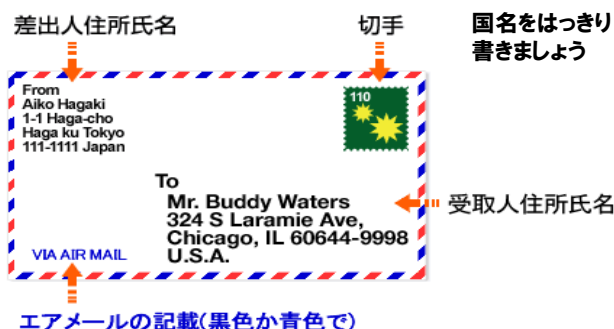 差出人住所氏名
切手
国名をはっきり
書きましょう
From
Aiko Hagaki
1-1 Haga-cho
Haga ku Tokyo
111-1111 Japan
110
To
Mr. Buddy Waters
324 S Laramie Ave,
Chicago, IL 60644-9998
U.S.A.
受取人住所氏名
VIA AIR MAIL
エアメールの記載(黒色か青色で)